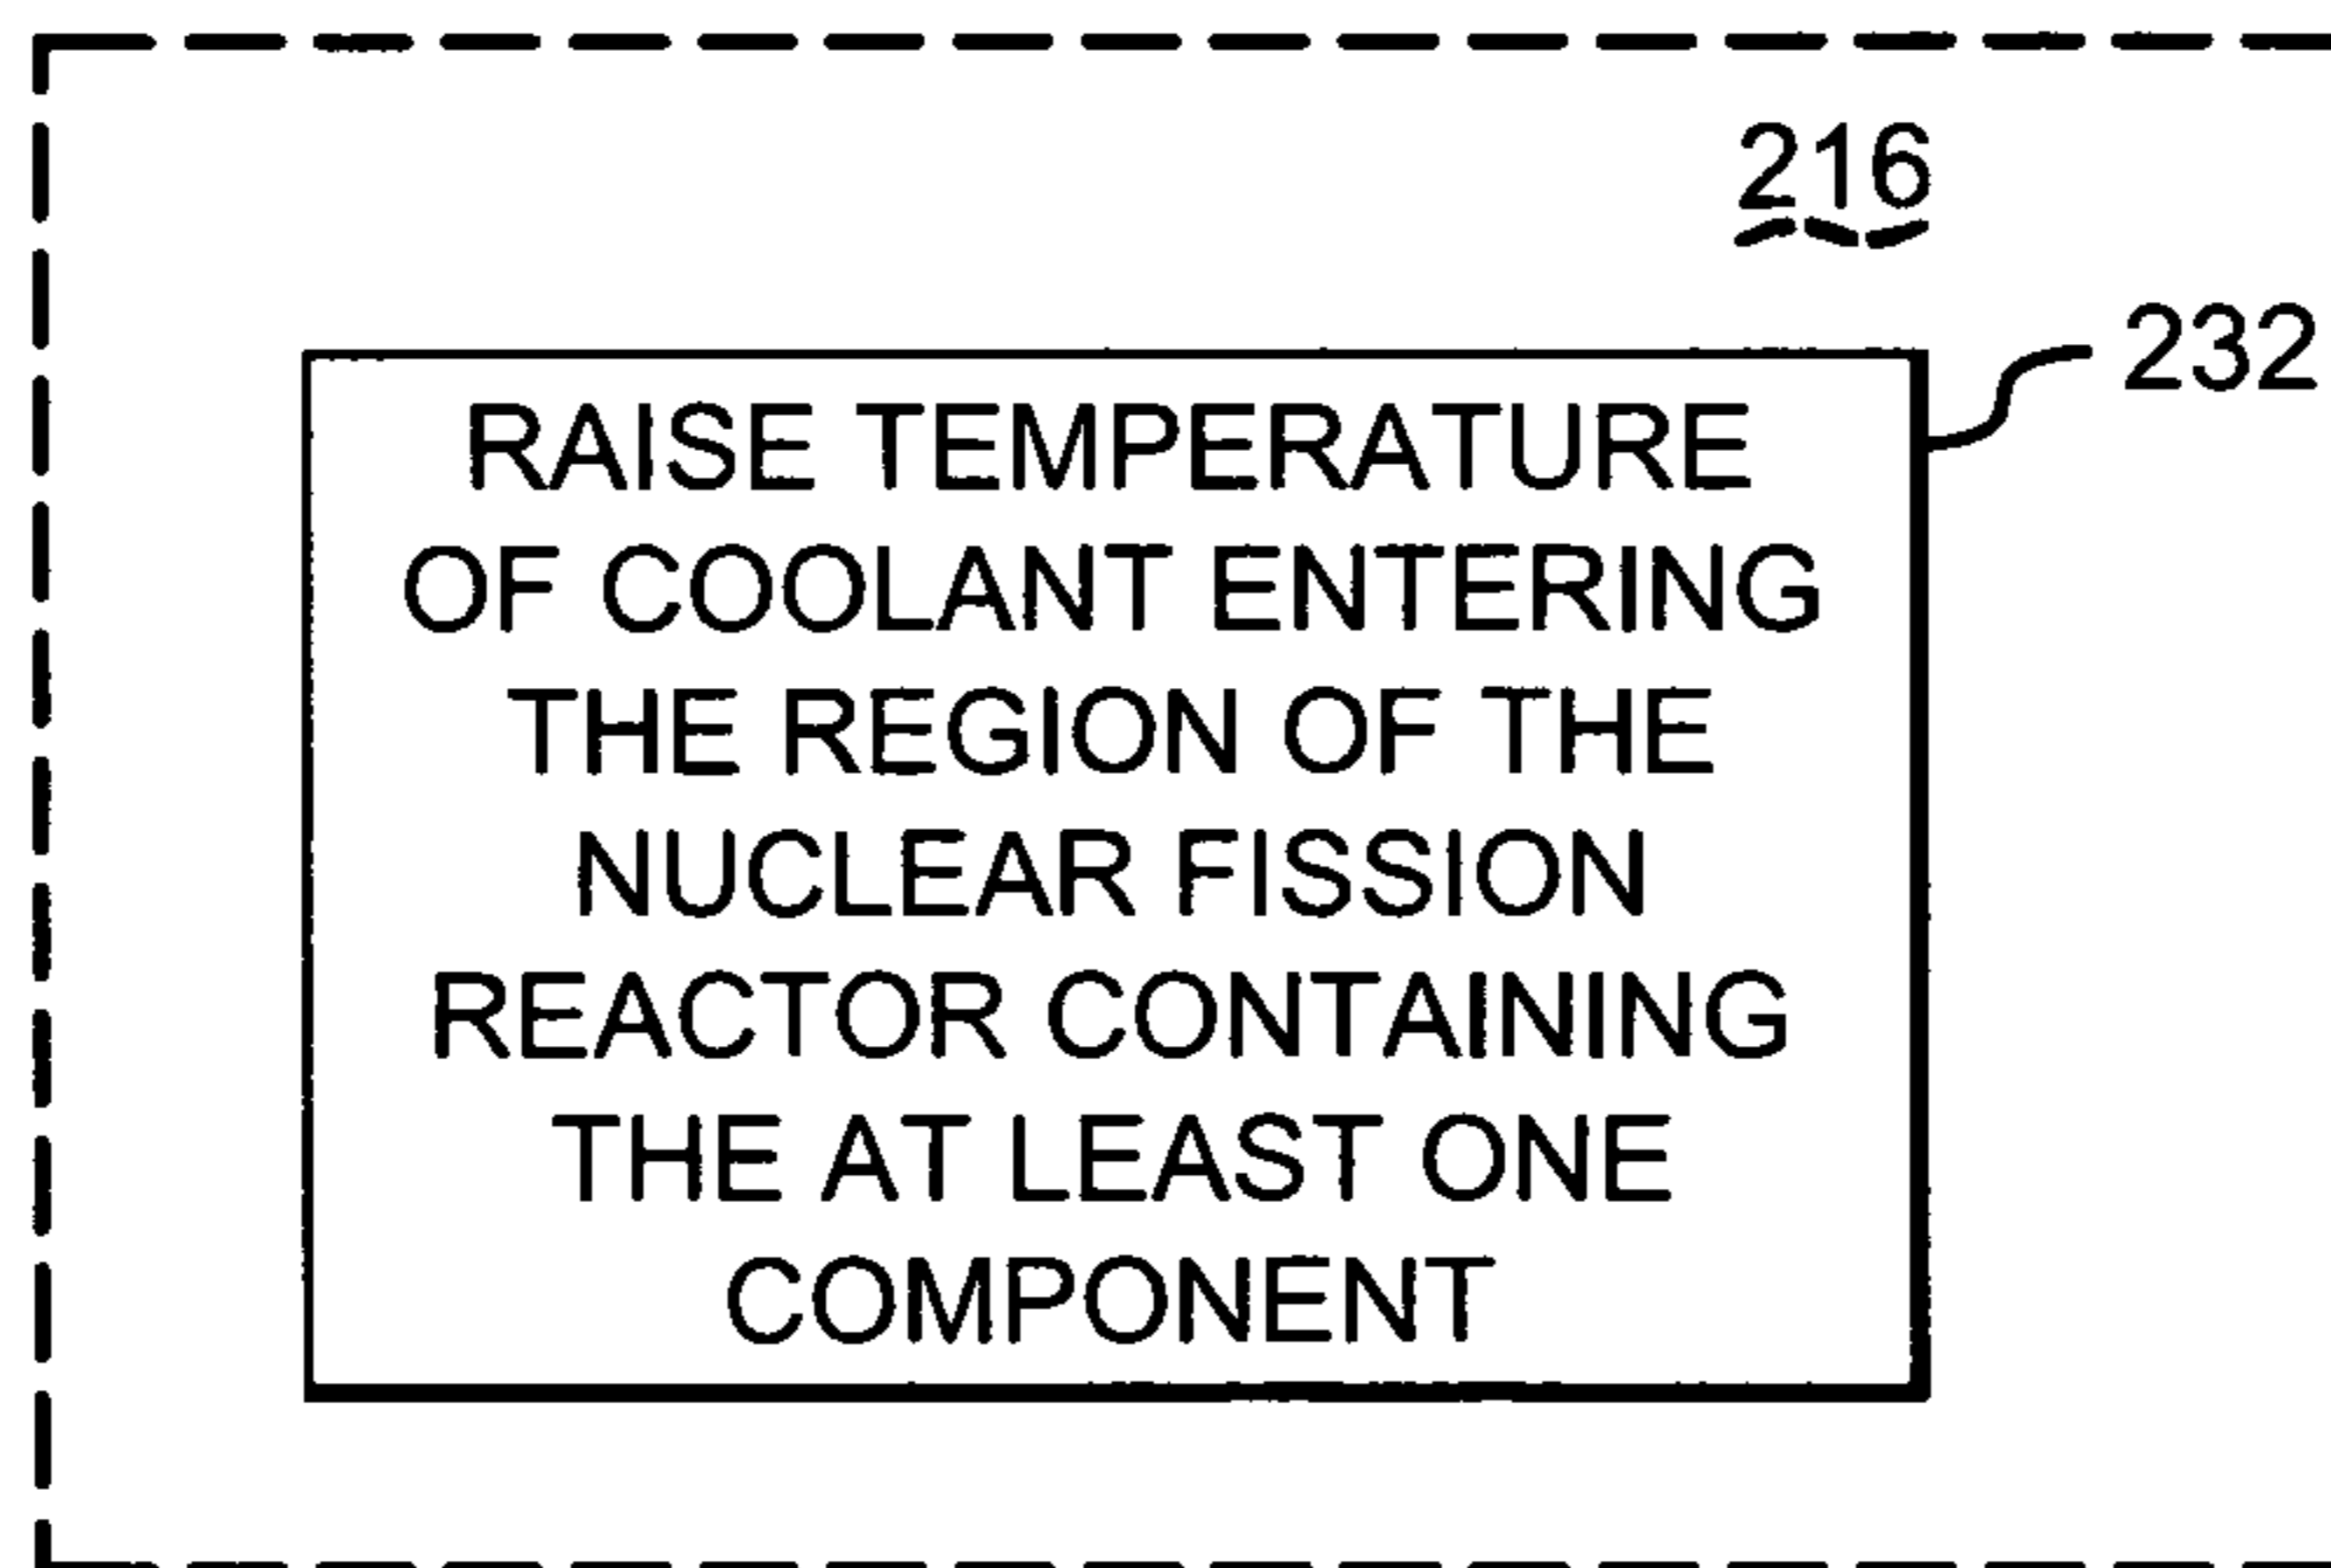 216
232
RAISE TEMPERATURE
OF COOLANT ENTERING
THE REGION OF THE
NUCLEAR FISSION
REACTOR CONTAINING
THE AT LEAST ONE
COMPONENT